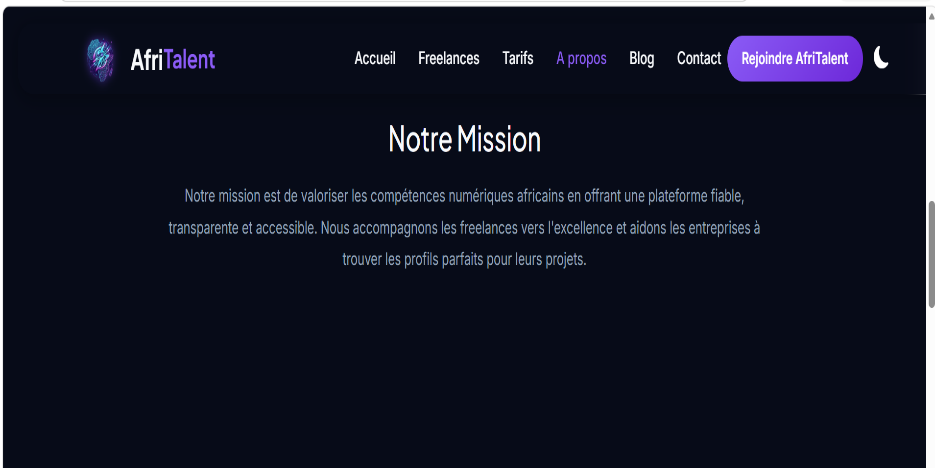 AfriTalent
Accueil Freelances Tarifs A propos Blog Contact Rejoindre AfriTalent
Notre Mission
Notre mission est de valoriser les compétences numériques africains en offrant une plateforme fiable,
transparente et accessible. Nous accompagnons les freelances vers l'excellence et aidons les entreprises à
trouver les profils parfaits pour leurs projets.